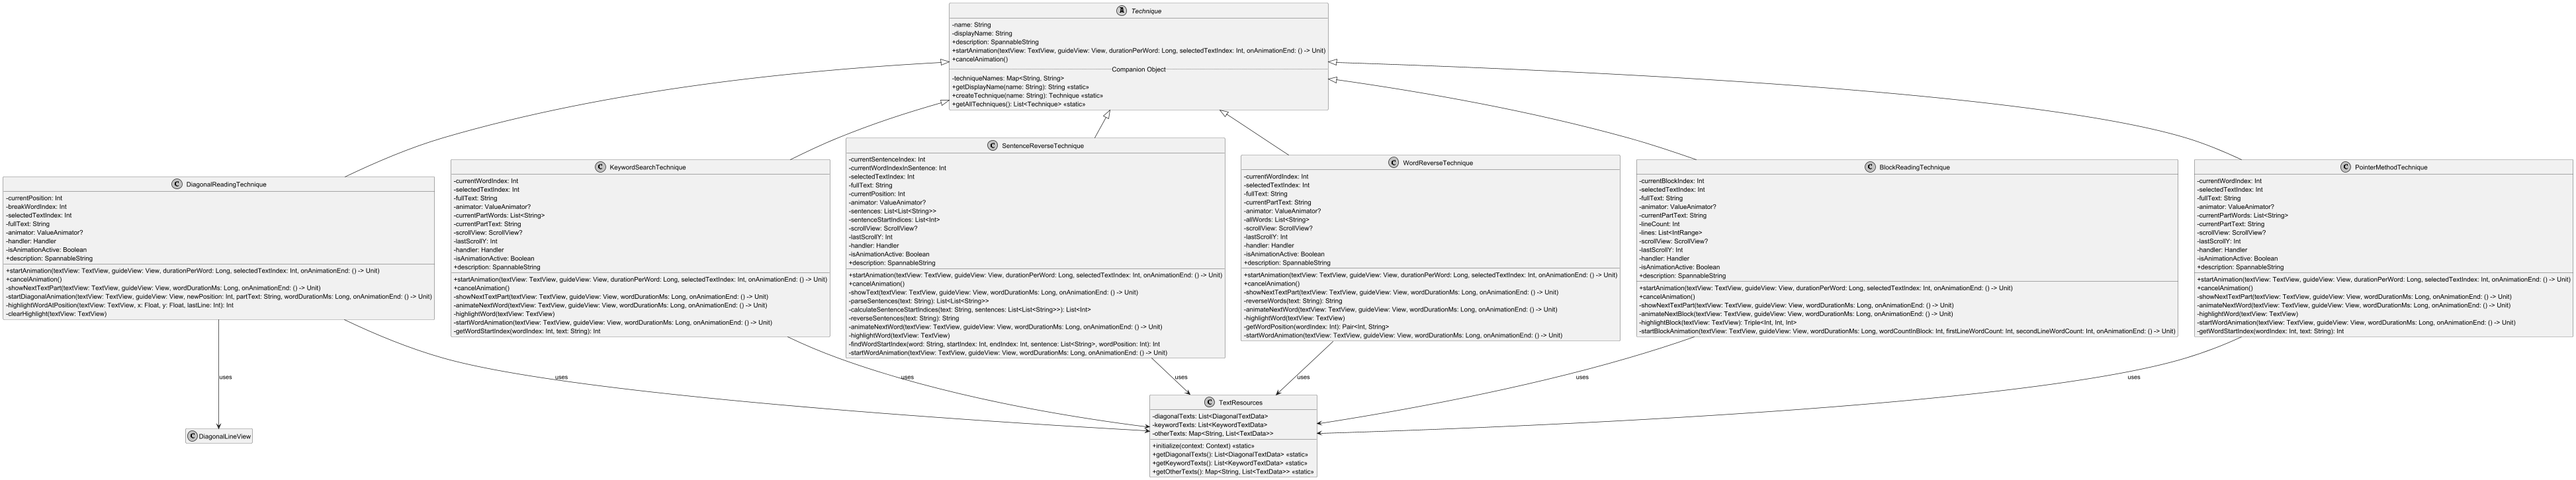 A Technique
-name: String
-displayName: String
+description: SpannableString
+startAnimation(textView: TextView, guideView: View, durationPerWord: Long, selectedTextIndex: Int, onAnimationEnd: () -> Unit)
+cancelAnimation()
Companion Object
-techniqueNames: Map<String, String>
+getDisplayName(name: String): String «static»
+createTechnique(name: String): Technique «static»
+getAllTechniques(): List<Technique> «static»
C DiagonalReadingTechnique
-currentPosition: Int
-breakWordIndex: Int
-selectedTextIndex: Int
-fullText: String
-animator: ValueAnimator?
-handler: Handler
-isAnimationActive: Boolean
+description: SpannableString
+startAnimation(textView: TextView, guideView: View, durationPerWord: Long, selectedTextIndex: Int, onAnimationEnd: () -> Unit)
+cancelAnimation()
-showNextTextPart(textView: TextView, guideView: View, wordDurationMs: Long, onAnimationEnd: () -> Unit)
-startDiagonalAnimation(textView: TextView, guideView: View, newPosition: Int, partText: String, wordDurationMs: Long, onAnimationEnd: () -> Unit)
-highlightWordAtPosition(textView: TextView, x: Float, y: Float, lastLine: Int): Int
-clearHighlight(textView: TextView)
C KeywordSearchTechnique
-currentWordIndex: Int
-selectedTextIndex: Int
-fullText: String
-animator: ValueAnimator?
-currentPartWords: List<String>
-currentPartText: String
-scrollView: ScrollView?
-lastScrollY: Int
-handler: Handler
-isAnimationActive: Boolean
+description: SpannableString
+startAnimation(textView: TextView, guideView: View, durationPerWord: Long, selectedTextIndex: Int, onAnimationEnd: () -> Unit)
+cancelAnimation()
-showNextTextPart(textView: TextView, guideView: View, wordDurationMs: Long, onAnimationEnd: () -> Unit)
-animateNextWord(textView: TextView, guideView: View, wordDurationMs: Long, onAnimationEnd: () -> Unit)
-highlightWord(textView: TextView)
-startWordAnimation(textView: TextView, guideView: View, wordDurationMs: Long, onAnimationEnd: () -> Unit)
-getWordStartIndex(wordIndex: Int, text: String): Int
C SentenceReverseTechnique
-currentSentenceIndex: Int
-currentWordIndexInSentence: Int
-selectedTextIndex: Int
-fullText: String
-currentPosition: Int
-animator: ValueAnimator?
-sentences: List<List<String>>
-sentenceStartIndices: List<Int>
-scrollView: ScrollView?
-lastScrollY: Int
-handler: Handler
-isAnimationActive: Boolean
+description: SpannableString
+startAnimation(textView: TextView, guideView: View, durationPerWord: Long, selectedTextIndex: Int, onAnimationEnd: () -> Unit)
+cancelAnimation()
-showText(textView: TextView, guideView: View, wordDurationMs: Long, onAnimationEnd: () -> Unit)
-parseSentences(text: String): List<List<String>>
-calculateSentenceStartIndices(text: String, sentences: List<List<String>>): List<Int>
-reverseSentences(text: String): String
-animateNextWord(textView: TextView, guideView: View, wordDurationMs: Long, onAnimationEnd: () -> Unit)
-highlightWord(textView: TextView)
-findWordStartIndex(word: String, startIndex: Int, endIndex: Int, sentence: List<String>, wordPosition: Int): Int
-startWordAnimation(textView: TextView, guideView: View, wordDurationMs: Long, onAnimationEnd: () -> Unit)
C WordReverseTechnique
-currentWordIndex: Int
-selectedTextIndex: Int
-fullText: String
-currentPartText: String
-animator: ValueAnimator?
-allWords: List<String>
-scrollView: ScrollView?
-lastScrollY: Int
-handler: Handler
-isAnimationActive: Boolean
+description: SpannableString
+startAnimation(textView: TextView, guideView: View, durationPerWord: Long, selectedTextIndex: Int, onAnimationEnd: () -> Unit)
+cancelAnimation()
-showNextTextPart(textView: TextView, guideView: View, wordDurationMs: Long, onAnimationEnd: () -> Unit)
-reverseWords(text: String): String
-animateNextWord(textView: TextView, guideView: View, wordDurationMs: Long, onAnimationEnd: () -> Unit)
-highlightWord(textView: TextView)
-getWordPosition(wordIndex: Int): Pair<Int, String>
-startWordAnimation(textView: TextView, guideView: View, wordDurationMs: Long, onAnimationEnd: () -> Unit)
C BlockReadingTechnique
-currentBlockIndex: Int
-selectedTextIndex: Int
-fullText: String
-animator: ValueAnimator?
-currentPartText: String
-lineCount: Int
-lines: List<IntRange>
-scrollView: ScrollView?
-lastScrollY: Int
-handler: Handler
-isAnimationActive: Boolean
+description: SpannableString
+startAnimation(textView: TextView, guideView: View, durationPerWord: Long, selectedTextIndex: Int, onAnimationEnd: () -> Unit)
+cancelAnimation()
-showNextTextPart(textView: TextView, guideView: View, wordDurationMs: Long, onAnimationEnd: () -> Unit)
-animateNextBlock(textView: TextView, guideView: View, wordDurationMs: Long, onAnimationEnd: () -> Unit)
-highlightBlock(textView: TextView): Triple<Int, Int, Int>
-startBlockAnimation(textView: TextView, guideView: View, wordDurationMs: Long, wordCountInBlock: Int, firstLineWordCount: Int, secondLineWordCount: Int, onAnimationEnd: () -> Unit)
C PointerMethodTechnique
-currentWordIndex: Int
-selectedTextIndex: Int
-fullText: String
-animator: ValueAnimator?
-currentPartWords: List<String>
-currentPartText: String
-scrollView: ScrollView?
-lastScrollY: Int
-handler: Handler
-isAnimationActive: Boolean
+description: SpannableString
+startAnimation(textView: TextView, guideView: View, durationPerWord: Long, selectedTextIndex: Int, onAnimationEnd: () -> Unit)
+cancelAnimation()
-showNextTextPart(textView: TextView, guideView: View, wordDurationMs: Long, onAnimationEnd: () -> Unit)
-animateNextWord(textView: TextView, guideView: View, wordDurationMs: Long, onAnimationEnd: () -> Unit)
-highlightWord(textView: TextView)
-startWordAnimation(textView: TextView, guideView: View, wordDurationMs: Long, onAnimationEnd: () -> Unit)
-getWordStartIndex(wordIndex: Int, text: String): Int
uses
uses
uses
uses
uses
uses
uses
C DiagonalLineView
C TextResources
-diagonalTexts: List<DiagonalTextData>
-keywordTexts: List<KeywordTextData>
-otherTexts: Map<String, List<TextData>>
+initialize(context: Context) «static»
+getDiagonalTexts(): List<DiagonalTextData> «static»
+getKeywordTexts(): List<KeywordTextData> «static»
+getOtherTexts(): Map<String, List<TextData>> «static»